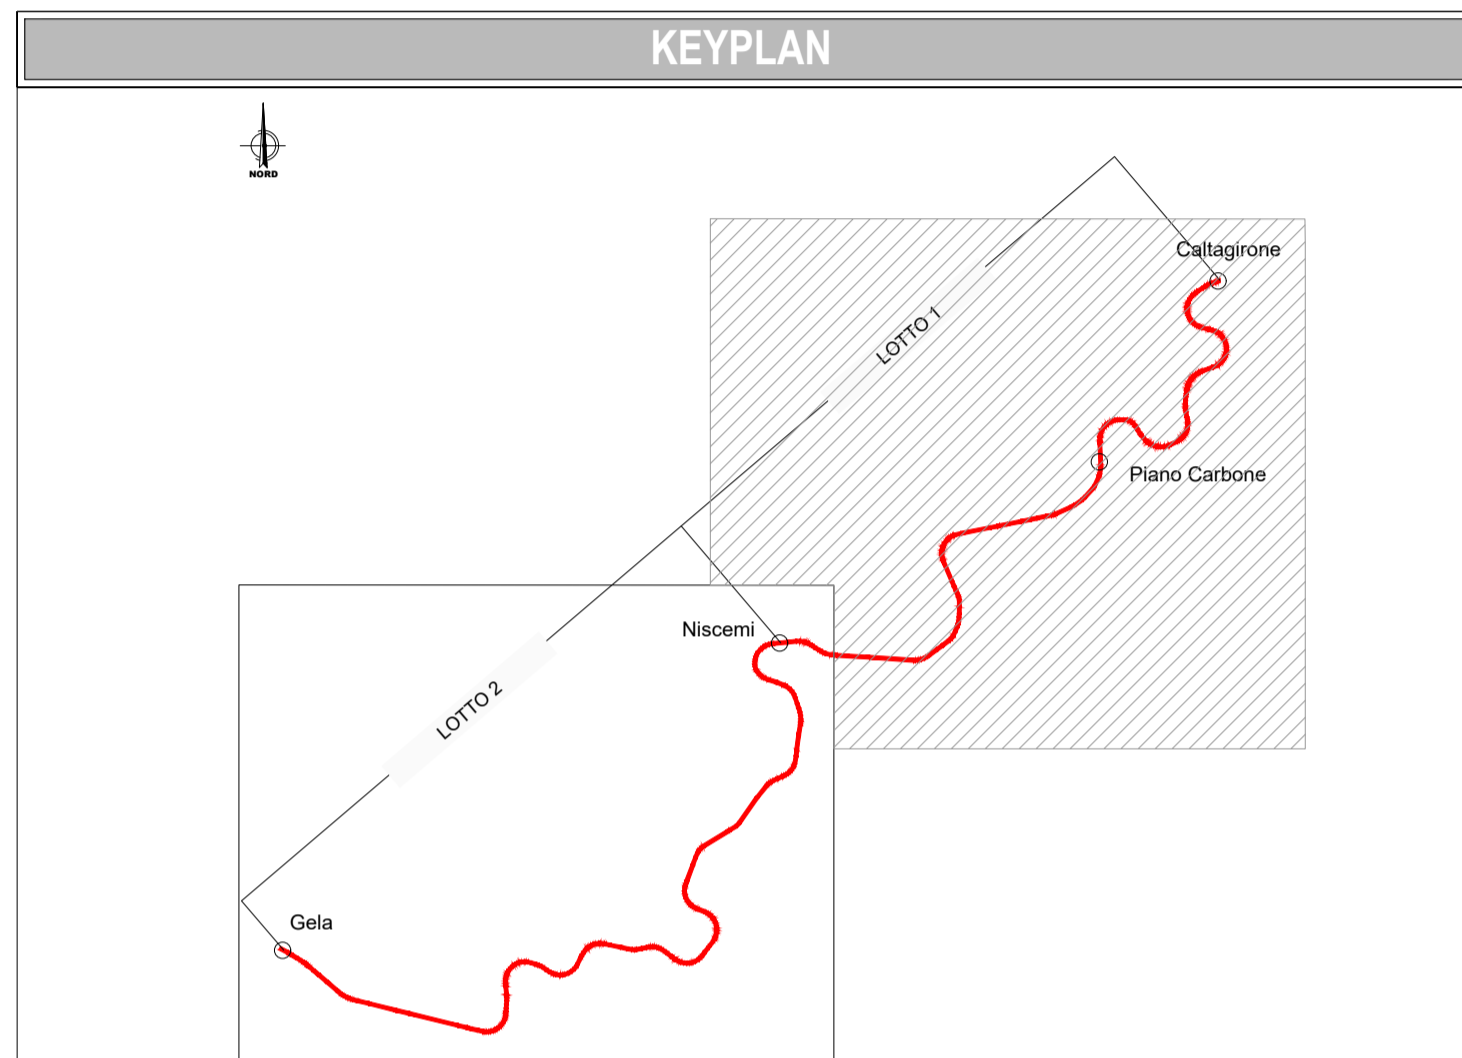 KEYPLAN
NORD
Caltagirone
LOTTO 1
Piano Carbone
Niscemi
LOTTO 2
Gela